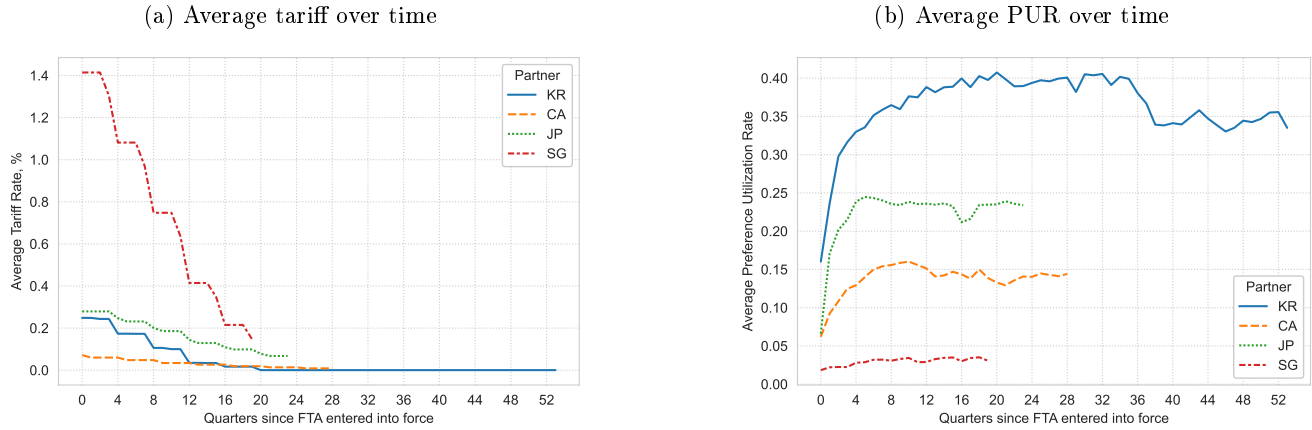 (a) Average tariff over time
Average Tariff Rate, %
1.4
1.2
1.0
0.8
0.6
0.4
0.2
0.0
Partner
KR
CA
JP
SG
0 4 8 12 16 20 24 28 32 36 40 44 48 52
Quarters since FTA entered into force
(b) Average PUR over time
Average Preference Utilization Rate
0.40
0.35
0.30
0.25
0.20
0.15
0.10
0.05
0.00
Partner
KR
CA
JP
SG
0 4 8 12 16 20 24 28 32 36 40 44 48 52
Quarters since FTA entered into force